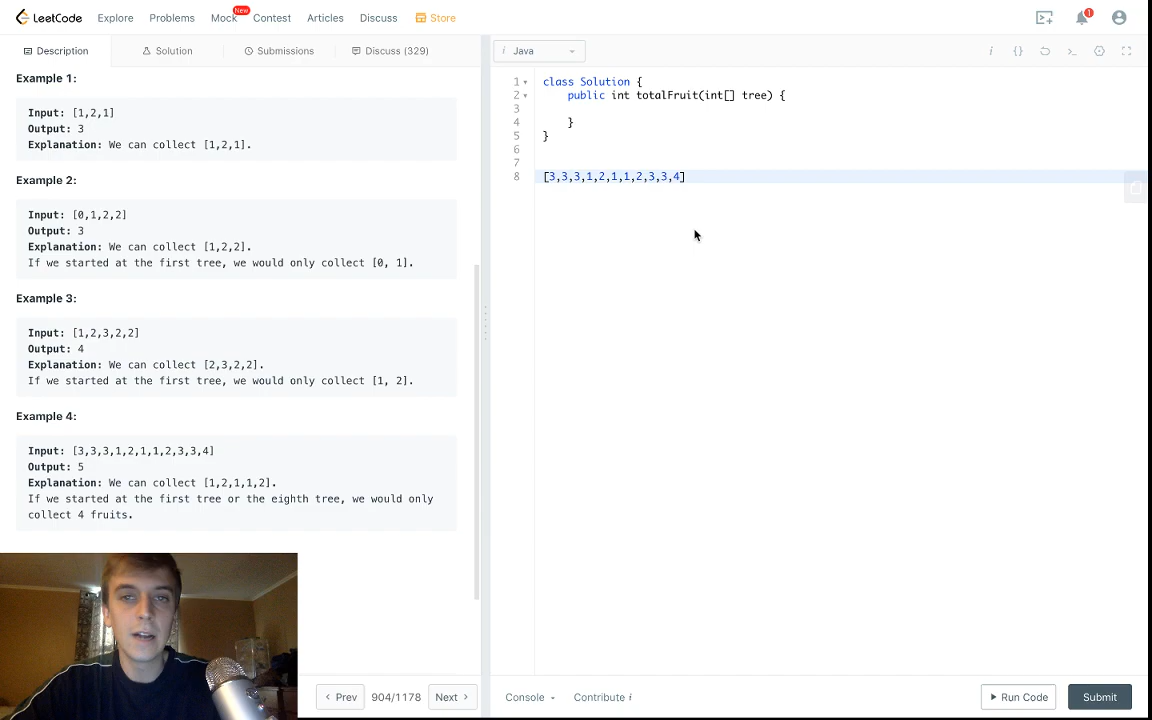 LeetCode Explore Problems Mock New Contest Articles Discuss Store 1
Description Solution Submissions Discuss (329)
i Java i {}
Example 1:
Input: [1,2,1]
Output: 3
Explanation: We can collect [1,2,1].
Example 2:
Input: [0,1,2,2]
Output: 3
Explanation: We can collect [1,2,2].
If we started at the first tree, we would only collect [0, 1].
Example 3:
Input: [1,2,3,2,2]
Output: 4
Explanation: We can collect [2,3,2,2].
If we started at the first tree, we would only collect [1, 2].
Example 4:
Input: [3,3,3,1,2,1,1,2,3,3,4]
Output: 5
Explanation: We can collect [1,2,1,1,2].
If we started at the first tree or the eighth tree, we would only
collect 4 fruits.
Prev 904/1178 Next
1 class Solution {
2 public int totalFruit(int[] tree) {
3
4 }
5 }
6
7
8 [3,3,3,1,2,1,1,2,3,3,4]
Console Contribute i Run Code Submit